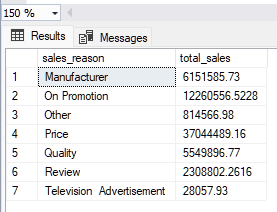 150 %
Results Messages
sales_reason total_sales
1 Manufacturer 6151585.73
2 On Promotion 12260556.5228
3 Other 814566.98
4 Price 37044489.16
5 Quality 5549896.77
6 Review 2308802.2616
7 Television Advertisement 28057.93